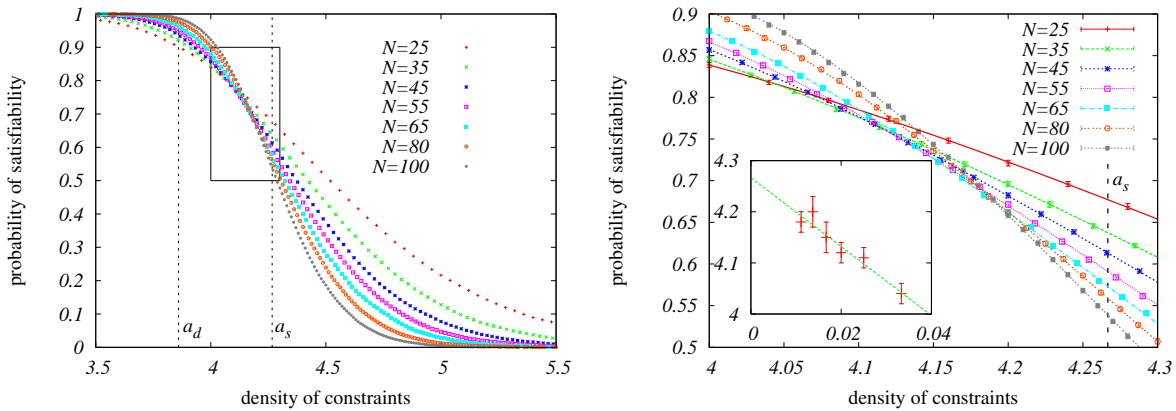 probability of satisfiability
1
0.9
0.8
0.7
0.6
0.5
0.4
0.3
0.2
0.1
0
3.5
4
4.5
5
5.5
density of constraints
a_d
a_s
N=25
N=35
N=45
N=55
N=65
N=80
N=100
probability of satisfiability
0.9
0.85
0.8
0.75
0.7
0.65
0.6
0.55
0.5
4
4.05
4.1
4.15
4.2
4.25
4.3
density of constraints
N=25
N=35
N=45
N=55
N=65
N=80
N=100
a_s
4.3
4.2
4.1
4
0
0.02
0.04